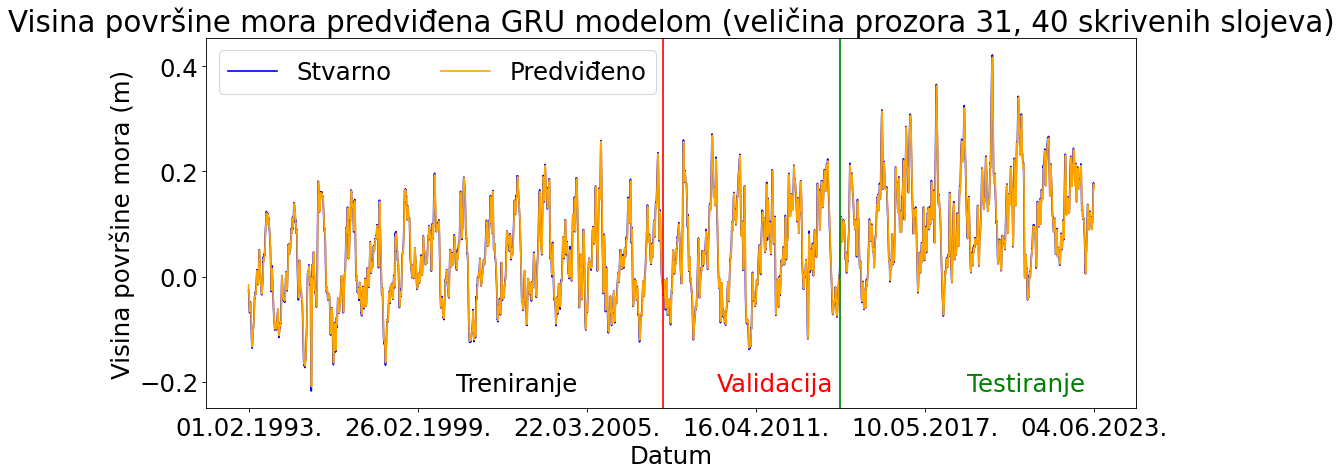 Visina površine mora predviđena GRU modelom (veličina prozora 31, 40 skrivenih slojeva)
Stvarno
Predviđeno
Visina površine mora (m)
0.4
0.2
0.0
−0.2
Treniranje
Validacija
Testiranje
01.02.1993.
26.02.1999.
22.03.2005.
16.04.2011.
10.05.2017.
04.06.2023.
Datum